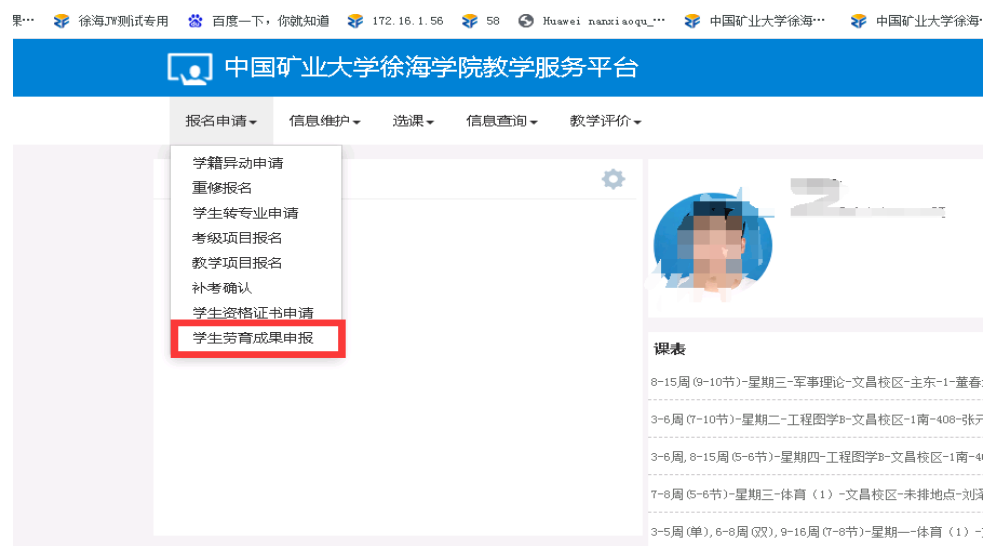 果… 徐海JW测试专用 百度一下，你就知道 172.16.1.56 58 Huawei nanxiaoqu_… 中国矿业大学徐海… 中国矿业大学徐海
中国矿业大学徐海学院教学服务平台
报名申请 信息维护 选课 信息查询 教学评价
学籍异动申请
重修报名
学生转专业申请
考级项目报名
教学项目报名
补考确认
学生资格证书申请
学生劳育成果申报
课表
8-15周(9-10节)-星期三-军事理论-文昌校区-主东-1-董春
3-6周(7-10节)-星期二-工程图学B-文昌校区-1南-408-张元
3-6周,8-15周(5-6节)-星期四-工程图学B-文昌校区-1南-4
7-8周(5-6节)-星期三-体育（1）-文昌校区-未排地点-刘泽
3-5周(单),6-8周(双),9-16周(7-8节)-星期一-体育（1）-